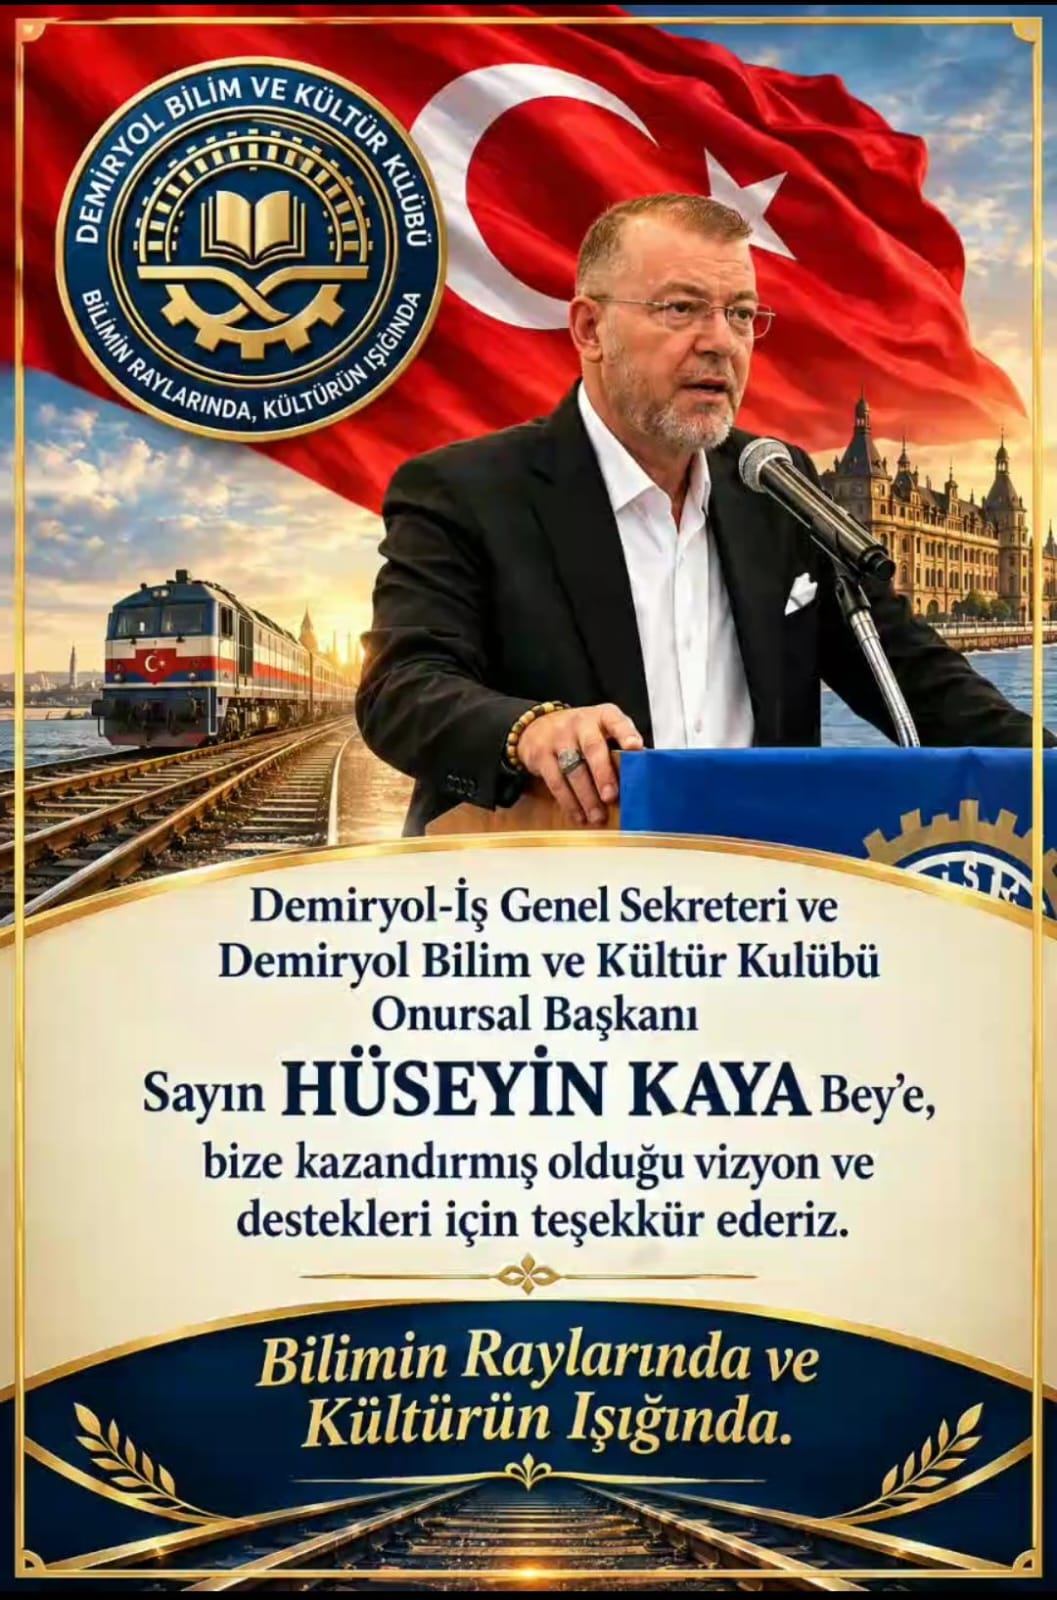 DEMİRYOL BİLİM VE KÜLTÜR KULÜBÜ
BİLİMİN RAYLARINDA, KÜLTÜRÜN IŞIĞINDA
Demiryol-İş Genel Sekreteri ve
Demiryol Bilim ve Kültür Kulübü
Onursal Başkanı
Sayın HÜSEYİN KAYA Bey'e,
bize kazandırmış olduğu vizyon ve
destekleri için teşekkür ederiz.
Bilimin Raylarında ve
Kültürün Işığında.